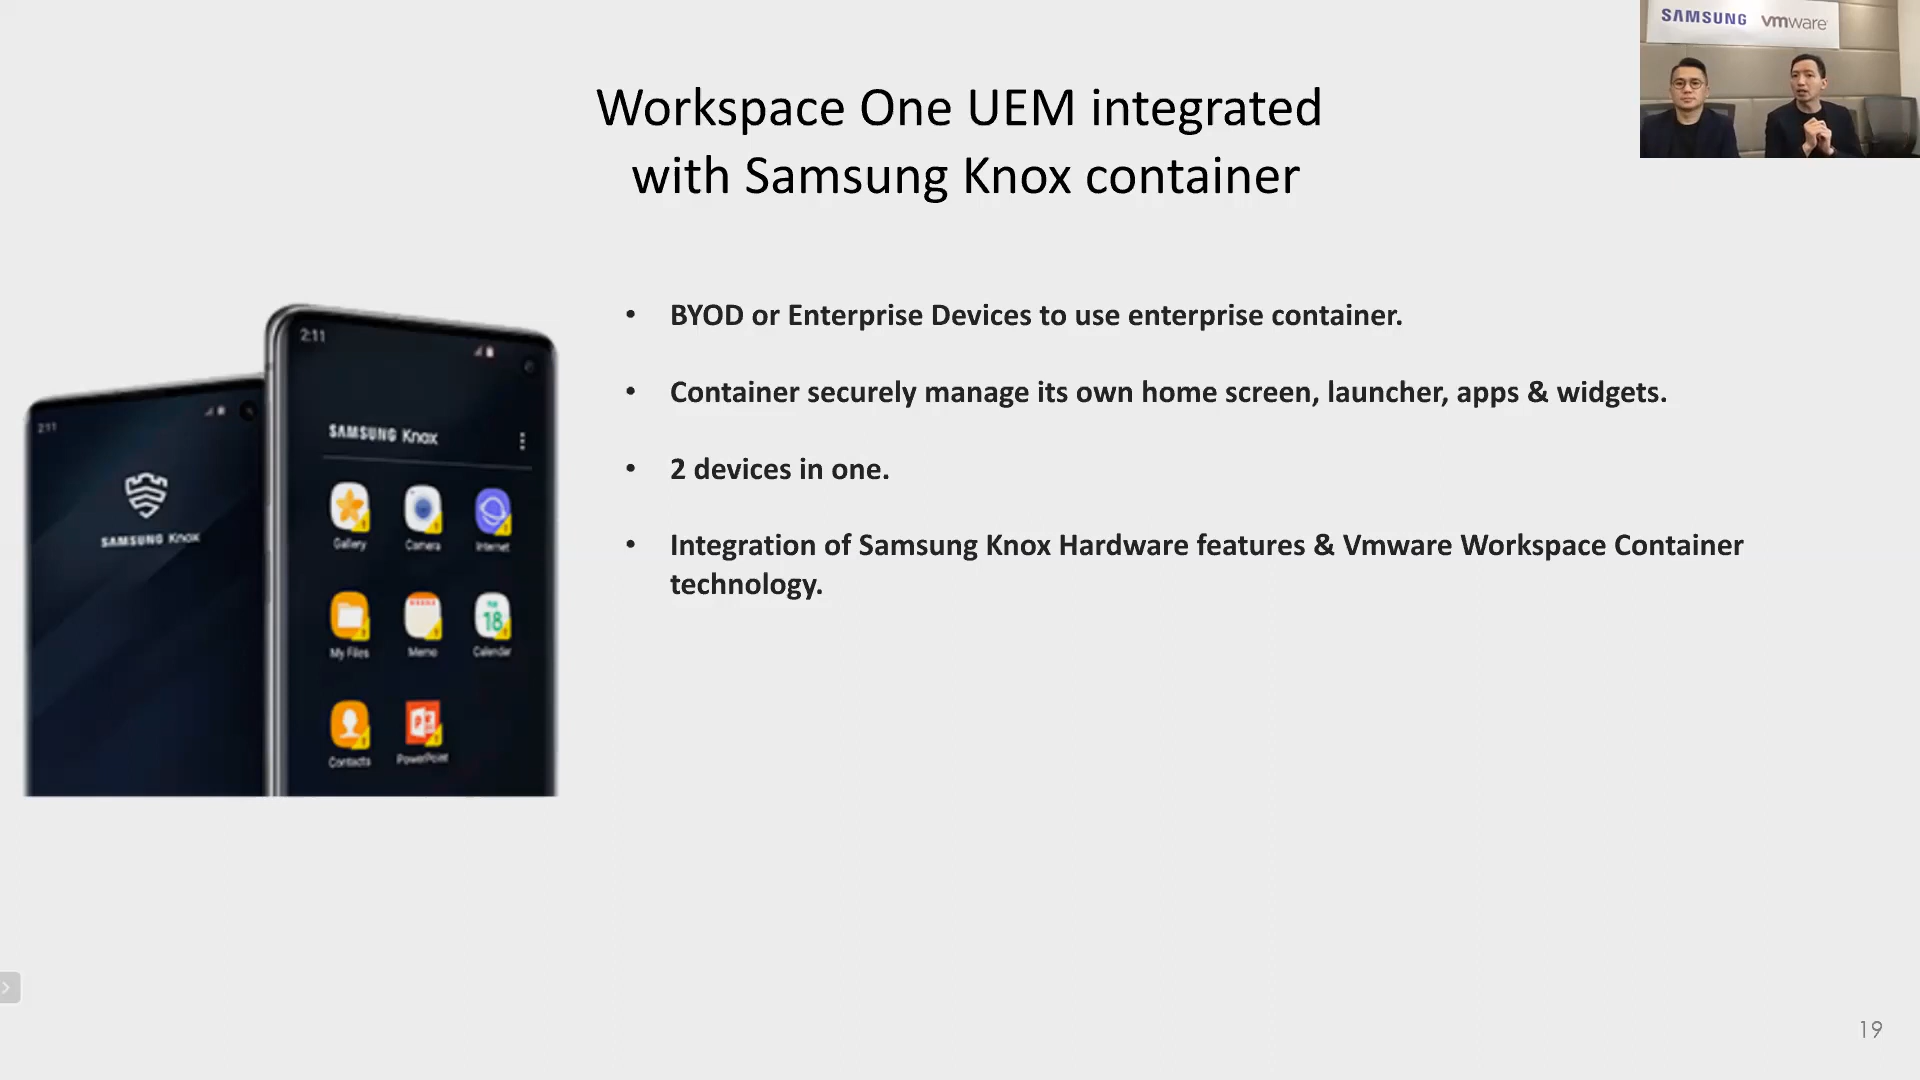 SAMSUNG vmware
Workspace One UEM integrated
with Samsung Knox container
• BYOD or Enterprise Devices to use enterprise container.
• Container securely manage its own home screen, launcher, apps & widgets.
• 2 devices in one.
• Integration of Samsung Knox Hardware features & Vmware Workspace Container
technology.
2:11
SAMSUNG Knox
2:11
SAMSUNG Knox
Gallery Camera Internet
18
My Files Memo Calendar
Contacts PowerPoint
19